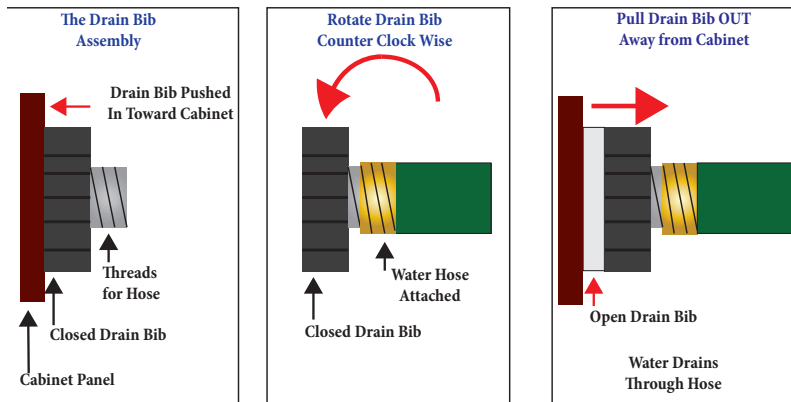 The Drain Bib
Assembly
Drain Bib Pushed
In Toward Cabinet
Threads
for Hose
Closed Drain Bib
Cabinet Panel
Rotate Drain Bib
Counter Clock Wise
Water Hose
Attached
Closed Drain Bib
Pull Drain Bib OUT
Away from Cabinet
Open Drain Bib
Water Drains
Through Hose